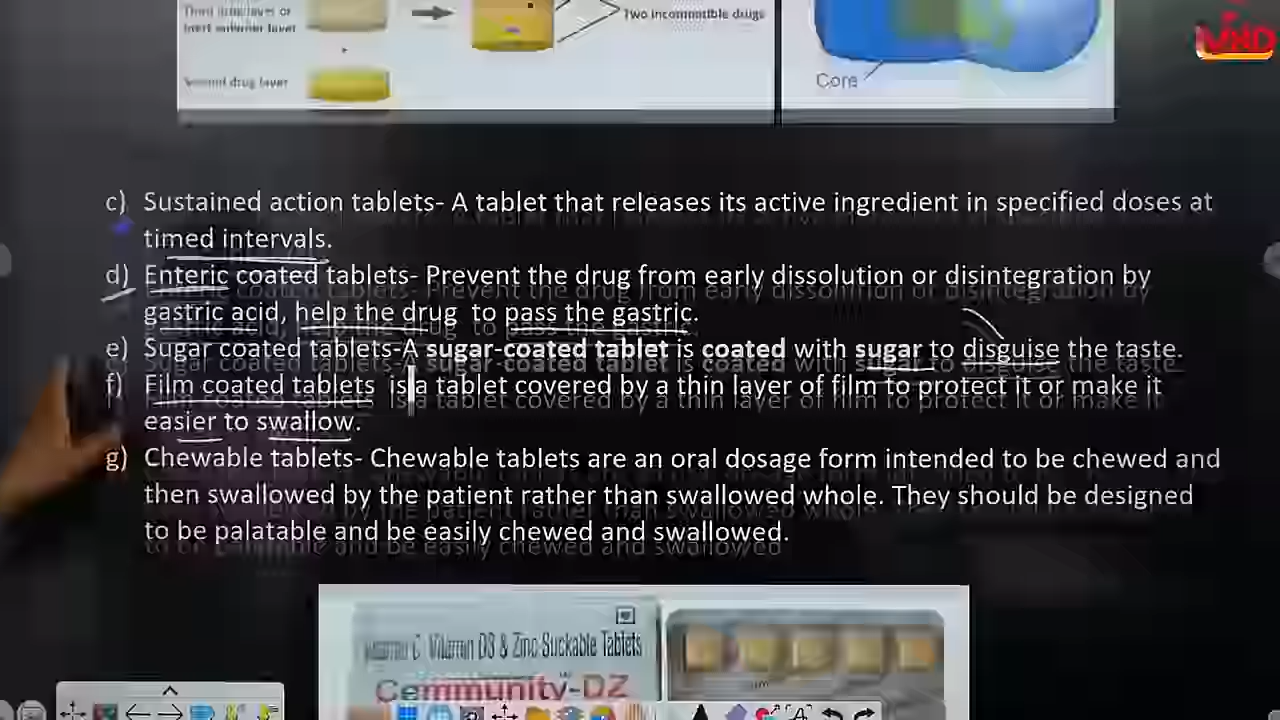 Third drug layer or
inert polymer layer
Two incompatible drugs
Second drug layer
Core
c) Sustained action tablets- A tablet that releases its active ingredient in specified doses at
timed intervals.
d) Enteric coated tablets- Prevent the drug from early dissolution or disintegration by
gastric acid, help the drug to pass the gastric.
e) Sugar coated tablets-A sugar-coated tablet is coated with sugar to disguise the taste.
f) Film coated tablets is a tablet covered by a thin layer of film to protect it or make it
easier to swallow.
g) Chewable tablets- Chewable tablets are an oral dosage form intended to be chewed and
then swallowed by the patient rather than swallowed whole. They should be designed
to be palatable and be easily chewed and swallowed.
Vitamin C Vitamin D3 & Zinc Suckable Tablets
Cemmunity-DZ